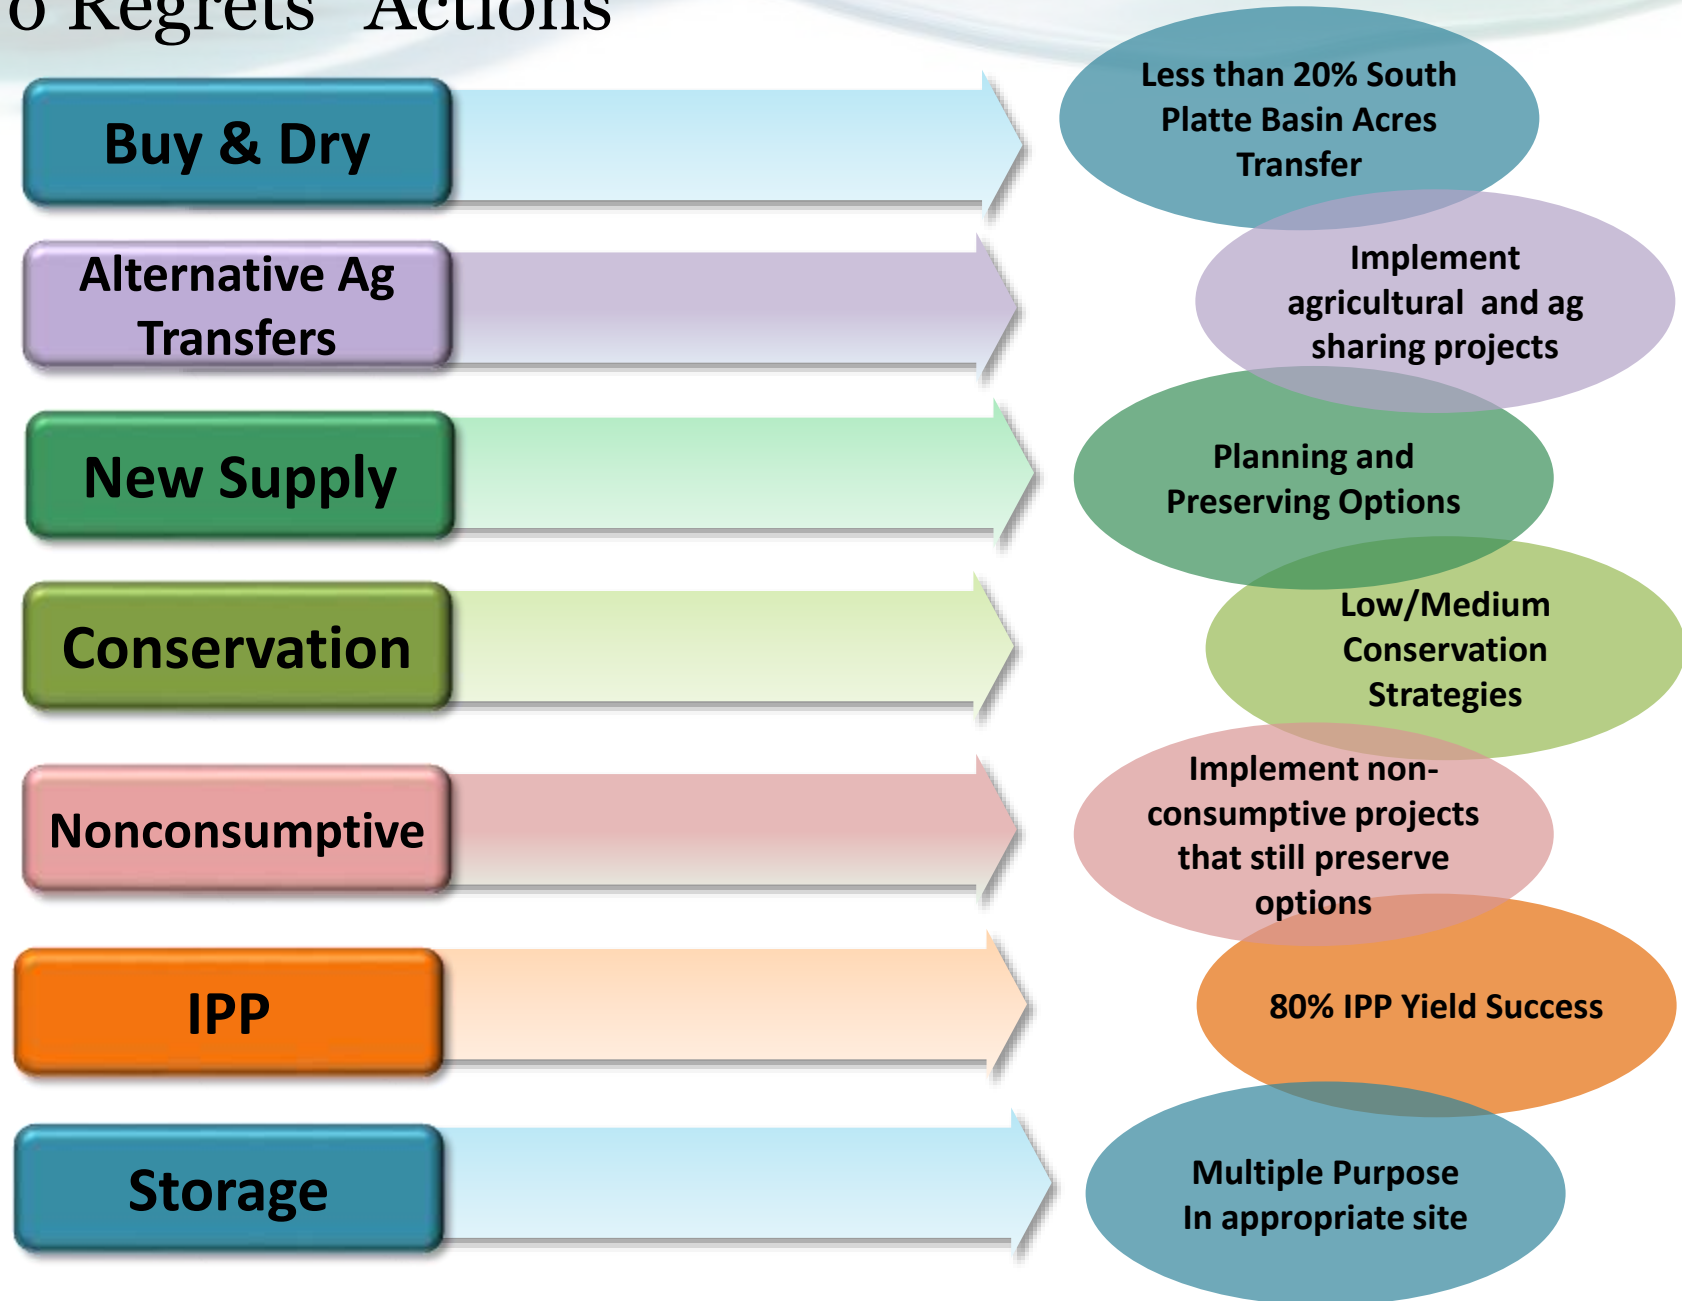 o Regrets" Actions
Buy & Dry
Less than 20% South
Platte Basin Acres
Transfer
Alternative Ag
Transfers
Implement
agricultural and ag
sharing projects
New Supply
Planning and
Preserving Options
Conservation
Low/Medium
Conservation
Strategies
Nonconsumptive
Implement non-
consumptive projects
that still preserve
options
IPP
80% IPP Yield Success
Storage
Multiple Purpose
In appropriate site